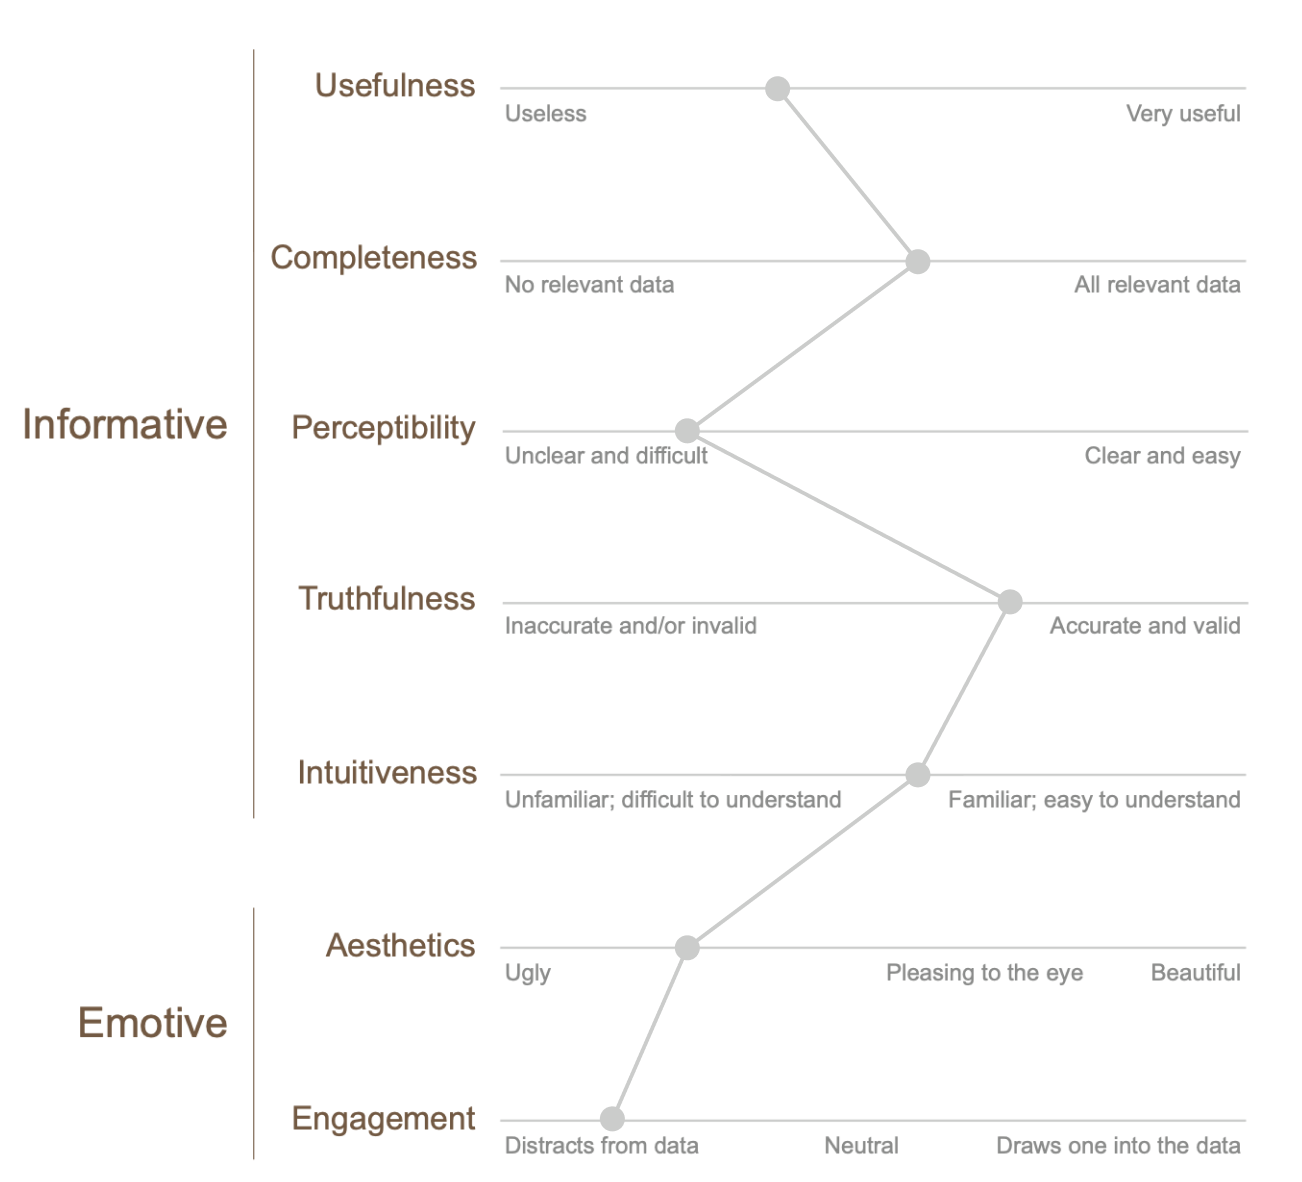 Usefulness
Useless Very useful
Completeness
No relevant data All relevant data
Informative
Perceptibility
Unclear and difficult Clear and easy
Truthfulness
Inaccurate and/or invalid Accurate and valid
Intuitiveness
Unfamiliar; difficult to understand Familiar; easy to understand
Aesthetics
Ugly Pleasing to the eye Beautiful
Emotive
Engagement
Distracts from data Neutral Draws one into the data